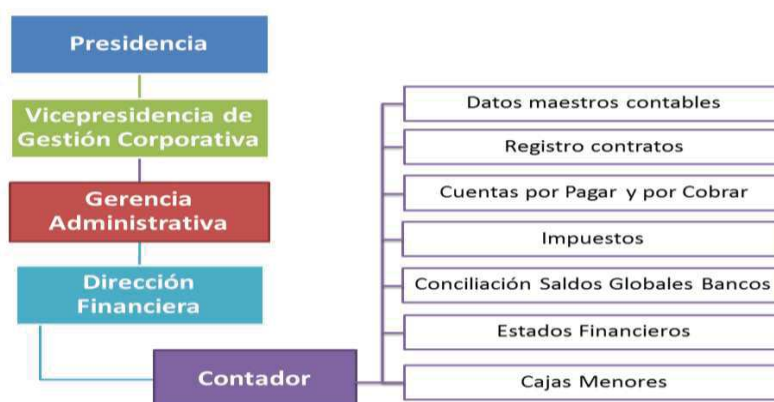 Presidencia
Vicepresidencia de
Gestión Corporativa
Gerencia
Administrativa
Dirección
Financiera
Contador
Datos maestros contables
Registro contratos
Cuentas por Pagar y por Cobrar
Impuestos
Conciliación Saldos Globales Bancos
Estados Financieros
Cajas Menores